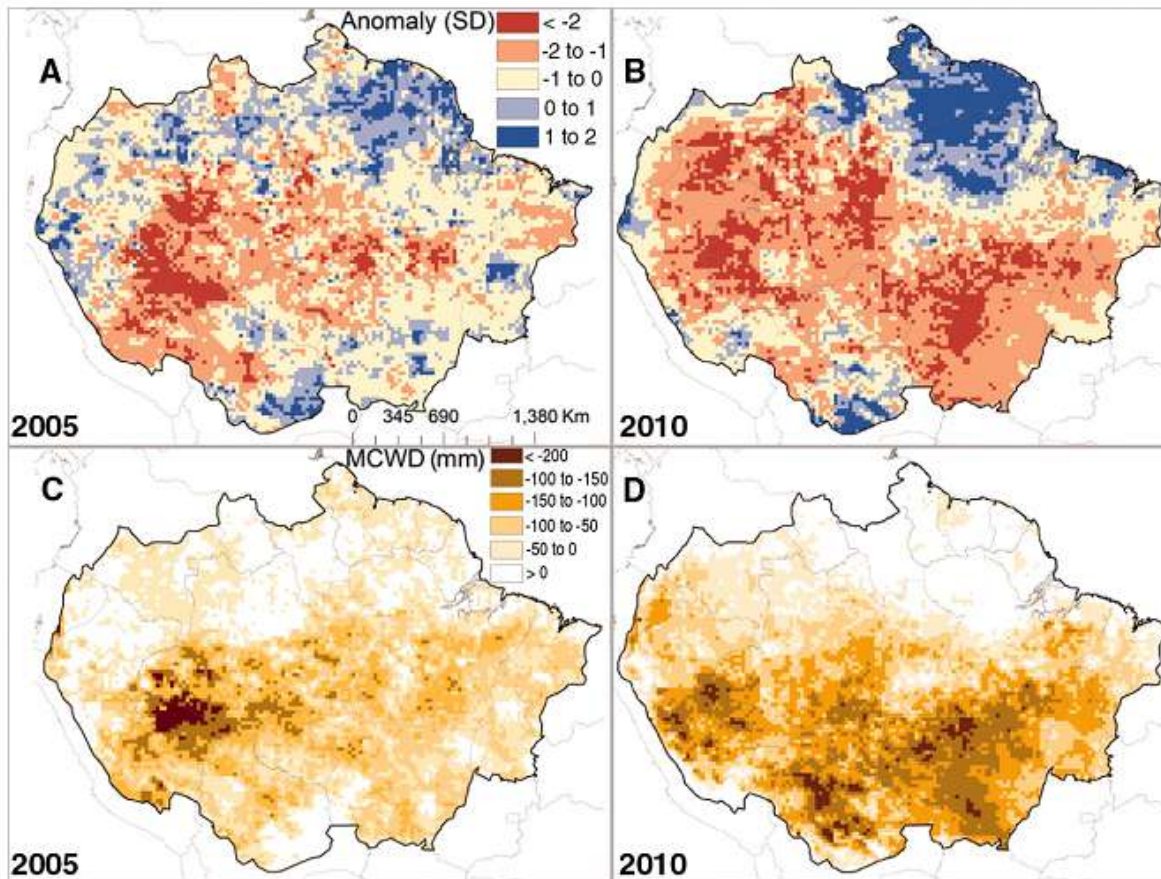 Anomaly (SD)
< -2
-2 to -1
-1 to 0
0 to 1
1 to 2
A
B
2005
0 345 690 1,380 Km
2010
MCWD (mm)
< -200
-100 to -150
-150 to -100
-100 to -50
-50 to 0
> 0
C
D
2005
2010